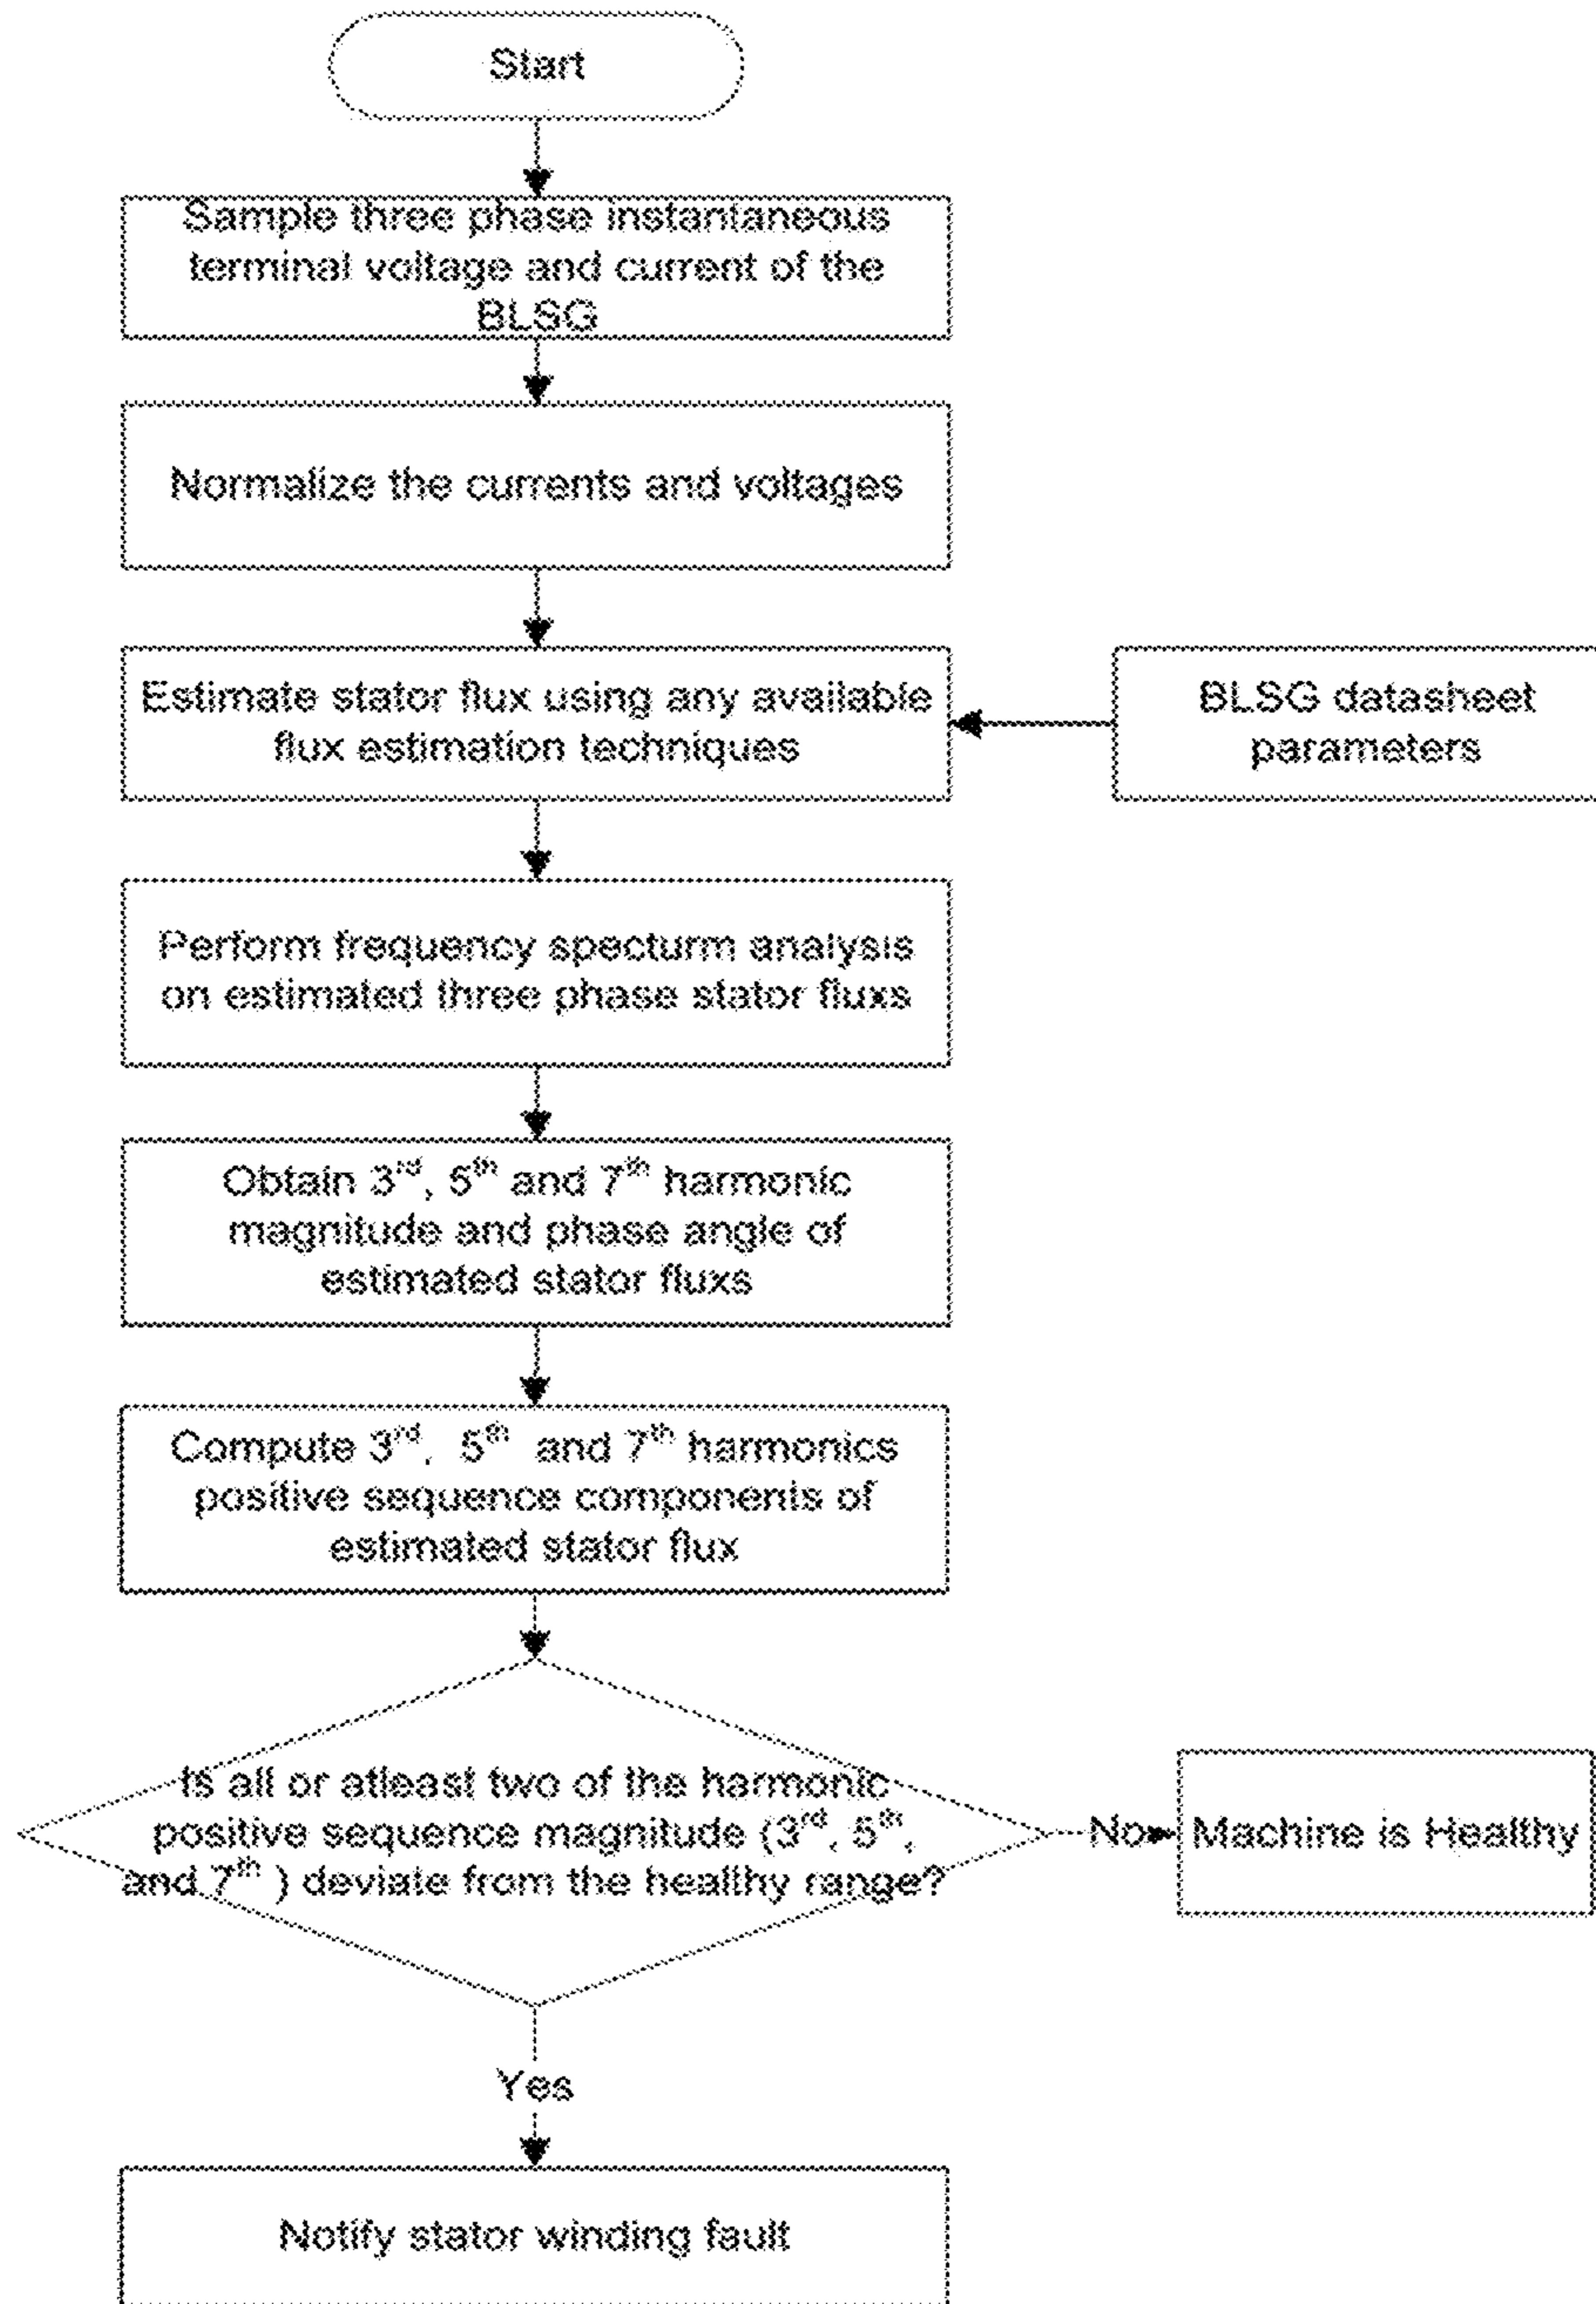 Start
Sample three phase instantaneous
terminal voltage and current of the
BLSG
Normalize the currents and voltages
Estimate stator flux using any available
flux estimation techniques
BLSG datasheet
parameters
Perform frequency specturm analysis
on estimated three phase stator fluxs
Obtain 3rd, 5th and 7th harmonic
magnitude and phase angle of
estimated stator fluxs
Compute 3rd, 5th and 7th harmonics
positive sequence components of
estimated stator flux
Is all or atleast two of the harmonic
positive sequence magnitude (3rd, 5th,
and 7th ) deviate from the healthy range?
No
Machine is Healthy
Yes
Notify stator winding fault